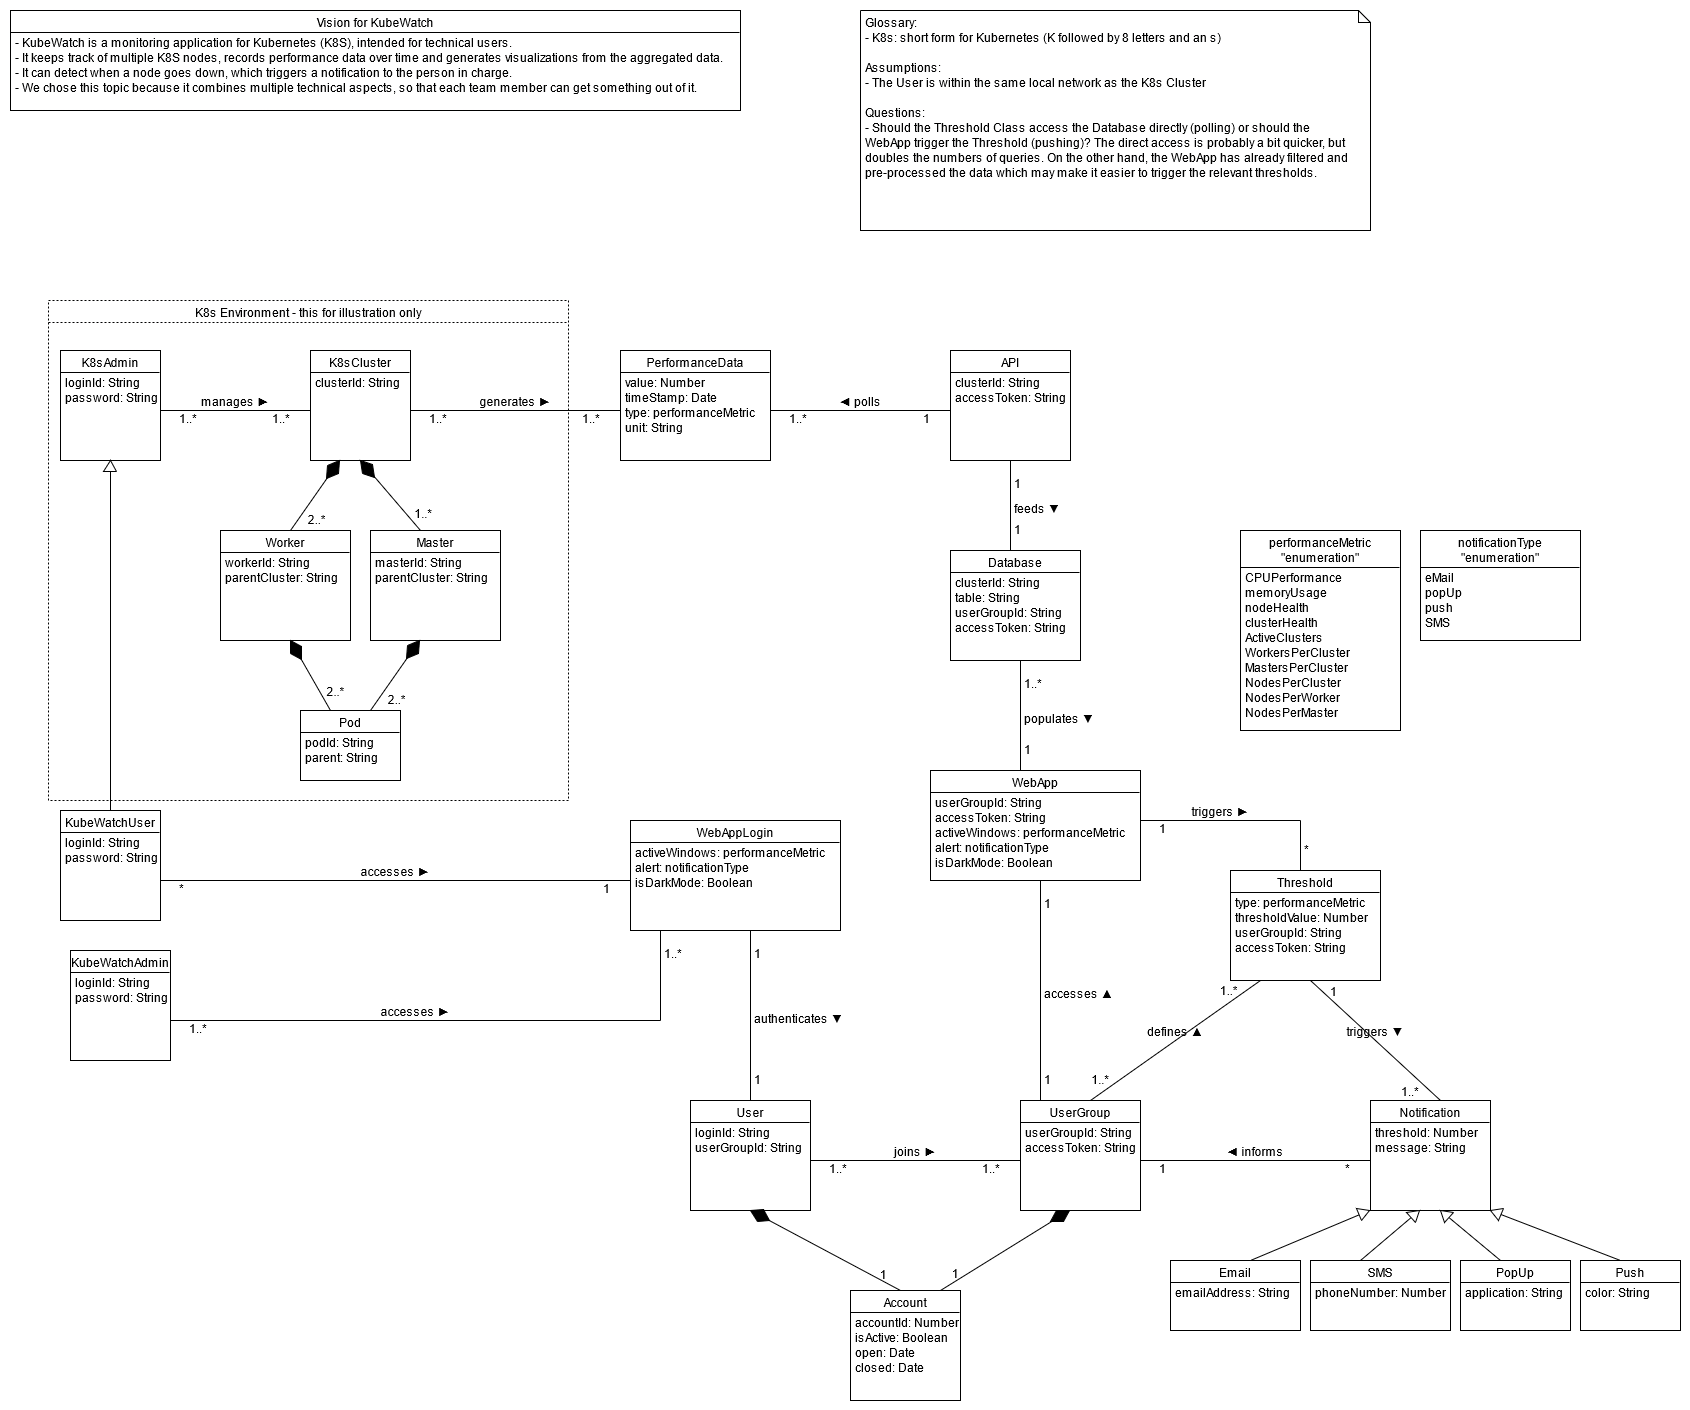 Vision for KubeWatch
- KubeWatch is a monitoring application for Kubernetes (K8S), intended for technical users.
- It keeps track of multiple K8S nodes, records performance data over time and generates visualizations from the aggregated data.
- It can detect when a node goes down, which triggers a notification to the person in charge.
- We chose this topic because it combines multiple technical aspects, so that each team member can get something out of it.
Glossary:
- K8s: short form for Kubernetes (K followed by 8 letters and an s)
Assumptions:
- The User is within the same local network as the K8s Cluster
Questions:
- Should the Threshold Class access the Database directly (polling) or should the
WebApp trigger the Threshold (pushing)? The direct access is probably a bit quicker, but
doubles the numbers of queries. On the other hand, the WebApp has already filtered and
pre-processed the data which may make it easier to trigger the relevant thresholds.
K8s Environment - this for illustration only
K8sAdmin
loginId: String
password: String
manages ►
1..*
1..*
K8sCluster
clusterId: String
generates ►
1..*
1..*
PerformanceData
value: Number
timeStamp: Date
type: performanceMetric
unit: String
◄ polls
1..*
1
API
clusterId: String
accessToken: String
1
feeds ▼
1
2..*
1..*
Worker
workerId: String
parentCluster: String
Master
masterId: String
parentCluster: String
2..*
2..*
Pod
podId: String
parent: String
Database
clusterId: String
table: String
userGroupId: String
accessToken: String
1..*
populates ▼
1
performanceMetric
"enumeration"
CPUPerformance
memoryUsage
nodeHealth
clusterHealth
ActiveClusters
WorkersPerCluster
MastersPerCluster
NodesPerCluster
NodesPerWorker
NodesPerMaster
notificationType
"enumeration"
eMail
popUp
push
SMS
KubeWatchUser
loginId: String
password: String
accesses ►
*
1
WebAppLogin
activeWindows: performanceMetric
alert: notificationType
isDarkMode: Boolean
WebApp
userGroupId: String
accessToken: String
activeWindows: performanceMetric
alert: notificationType
isDarkMode: Boolean
triggers ►
1
*
Threshold
type: performanceMetric
thresholdValue: Number
userGroupId: String
accessToken: String
KubeWatchAdmin
loginId: String
password: String
accesses ►
1..*
1..*
1
authenticates ▼
1
1
accesses ▲
1
1..*
defines ▲
1..*
1
triggers ▼
1..*
User
loginId: String
userGroupId: String
joins ►
1..*
1..*
UserGroup
userGroupId: String
accessToken: String
◄ informs
1
*
Notification
threshold: Number
message: String
1
1
Account
accountId: Number
isActive: Boolean
open: Date
closed: Date
Email
emailAddress: String
SMS
phoneNumber: Number
PopUp
application: String
Push
color: String